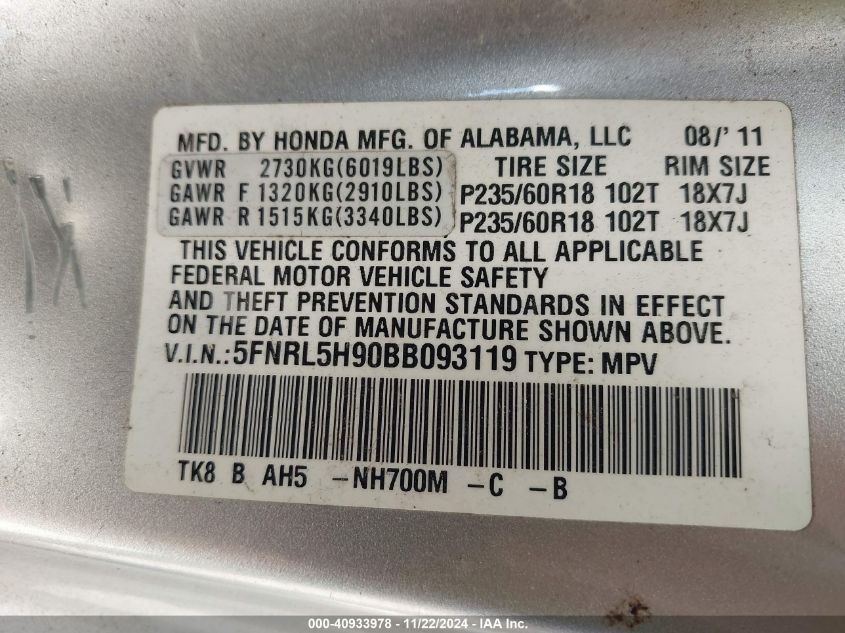 MFD. BY HONDA MFG. OF ALABAMA, LLC 08/'11
GVWR 2730KG(6019LBS) TIRE SIZE RIM SIZE
GAWR F 1320KG(2910LBS) P235/60R18 102T 18X7J
GAWR R 1515KG(3340LBS) P235/60R18 102T 18X7J
THIS VEHICLE CONFORMS TO ALL APPLICABLE
FEDERAL MOTOR VEHICLE SAFETY
AND THEFT PREVENTION STANDARDS IN EFFECT
ON THE DATE OF MANUFACTURE SHOWN ABOVE.
V.I.N.: 5FNRL5H90BB093119 TYPE: MPV
TK8 B AH5 -NH700M -C -B
000-40933978 - 11/22/2024 - IAA Inc.